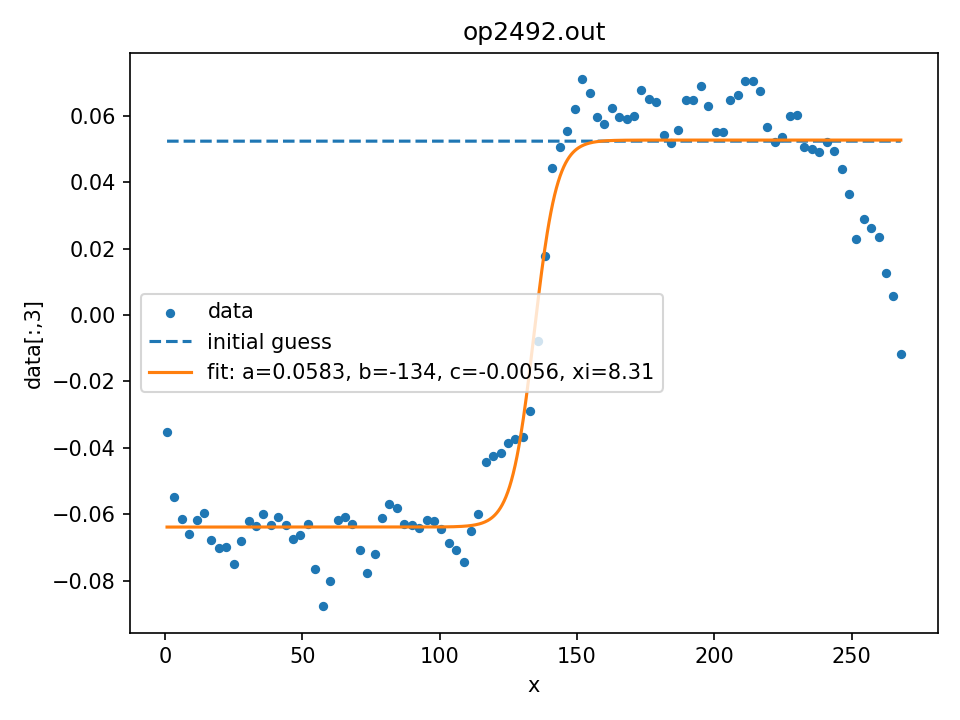 op2492.out
data[:,3]
0.06
0.04
0.02
0.00
−0.02
−0.04
−0.06
−0.08
data
initial guess
fit: a=0.0583, b=-134, c=-0.0056, xi=8.31
0 50 100 150 200 250
x